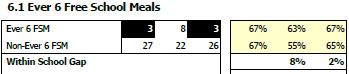 6.1 Ever 6 Free School Meals
Ever 6 FSM 3 8 3 67% 63% 67%
Non-Ever 6 FSM 27 22 26 67% 55% 65%
Within School Gap 8% 2%